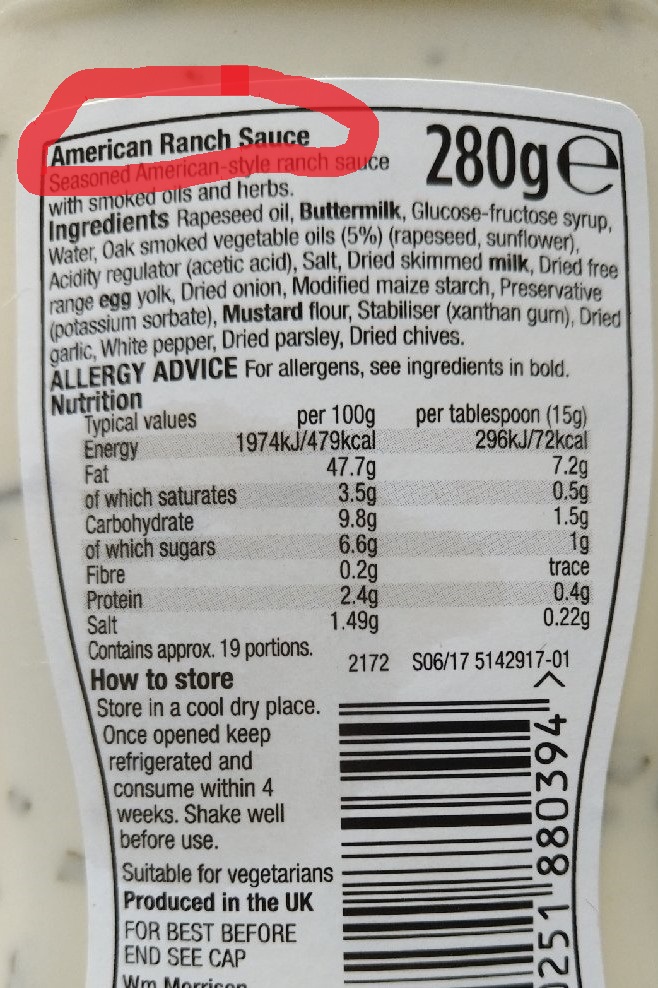 American Ranch Sauce
280g e
Seasoned American-style ranch sauce
with smoked oils and herbs.
Ingredients Rapeseed oil, Buttermilk, Glucose-fructose syrup,
Water, Oak smoked vegetable oils (5%) (rapeseed, sunflower),
Acidity regulator (acetic acid), Salt, Dried skimmed milk, Dried free
range egg yolk, Dried onion, Modified maize starch, Preservative
(potassium sorbate), Mustard flour, Stabiliser (xanthan gum), Dried
garlic, White pepper, Dried parsley, Dried chives.
ALLERGY ADVICE For allergens, see ingredients in bold.
Nutrition
Typical values per 100g per tablespoon (15g)
Energy 1974kJ/479kcal 296kJ/72kcal
Fat 47.7g 7.2g
of which saturates 3.5g 0.5g
Carbohydrate 9.8g 1.5g
of which sugars 6.6g 1g
Fibre 0.2g trace
Protein 2.4g 0.4g
Salt 1.49g 0.22g
Contains approx. 19 portions.
2172 S06/17 5142917-01
How to store
Store in a cool dry place.
Once opened keep
refrigerated and
consume within 4
weeks. Shake well
before use.
Suitable for vegetarians
Produced in the UK
FOR BEST BEFORE
END SEE CAP
Wm Morrison
0251 880394 >